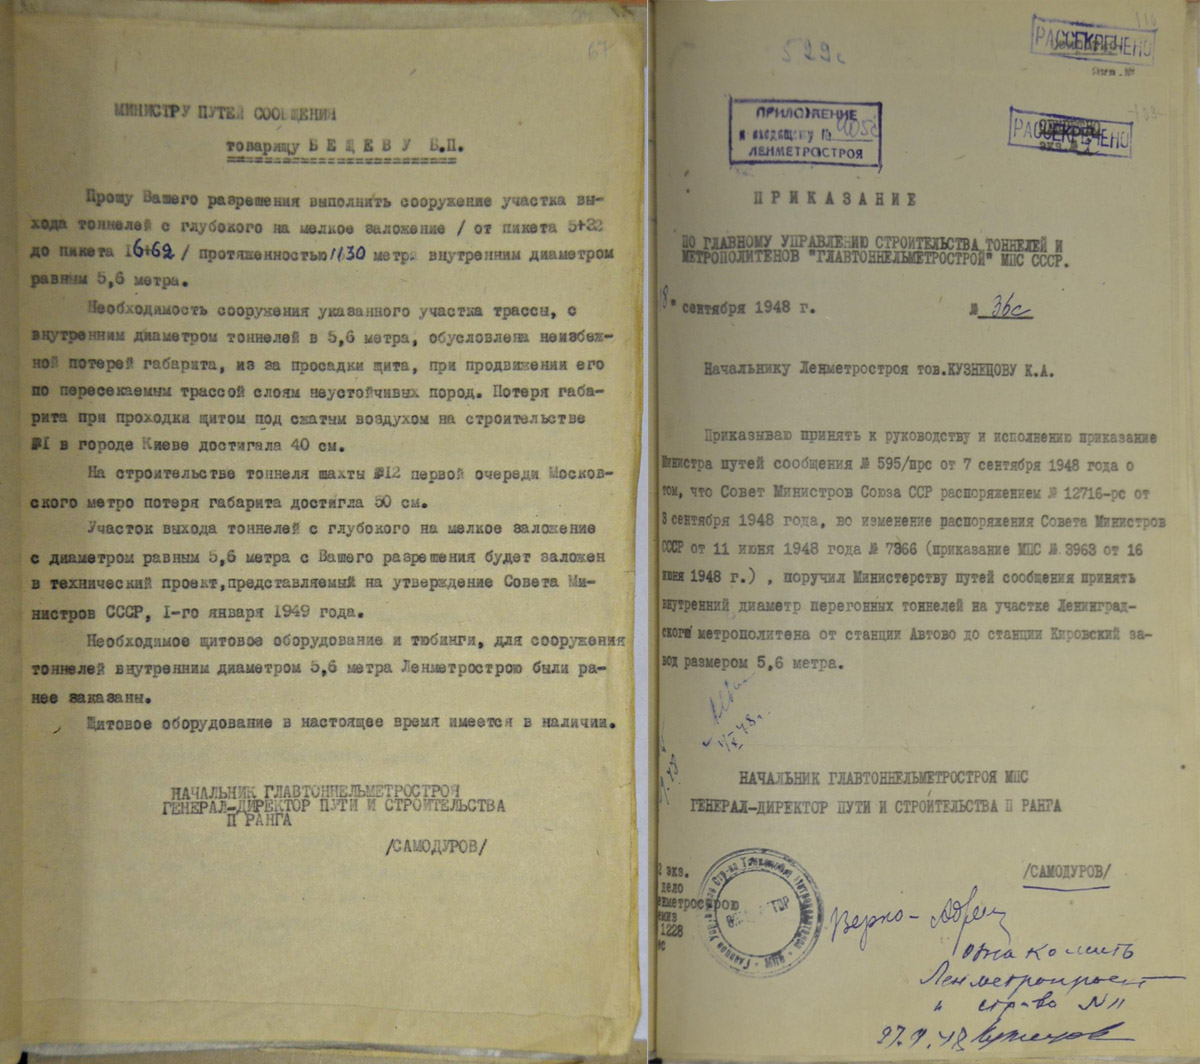 67
МИНИСТРУ ПУТЕЙ СООБЩЕНИЯ
товарищу БЕЩЕВУ Б.П.
Прошу Вашего разрешения выполнить сооружение участка вы-
хода тоннелей с глубокого на мелкое заложение / от пикета 5+32
до пикета 16+62 / протяженностью 1130 метра внутренним диаметром
равным 5,6 метра.
Необходимость сооружения указанного участка трассы, с
внутренним диаметром тоннелей в 5,6 метра, обусловлена неизбеж-
ной потерей габарита, из за просадки щита, при продвижении его
по пересекаемым трассой слоям неустойчивых пород. Потеря габа-
рита при проходки щитом под сжатым воздухом на строительстве
№1 в городе Киеве достигала 40 см.
На строительстве тоннеля шахты №12 первой очереди Москов-
ского метро потеря габарита достигла 50 см.
Участок выхода тоннелей с глубокого на мелкое заложение
с диаметром равным 5,6 метра с Вашего разрешения будет заложен
в технический проект,представляемый на утверждение Совета Ми-
нистров СССР, I-го января 1949 года.
Необходимое щитовое оборудование и тюбинги, для сооружения
тоннелей внутренним диаметром 5,6 метра Ленметрострою были ра-
нее заказаны.
Щитовое оборудование в настоящее время имеется в наличии.
НАЧАЛЬНИК ГЛАВТОННЕЛЬМЕТРОСТРОЯ
ГЕНЕРАЛ-ДИРЕКТОР ПУТИ И СТРОИТЕЛЬСТВА
П РАНГА
/САМОДУРОВ/
529с
РАССЕКРЕЧЕНО
ПРИЛОЖЕНИЕ
к входящему №
ЛЕНМЕТРОСТРОЯ
РАССЕКРЕЧЕНО
экз.
ПРИКАЗАНИЕ
ПО ГЛАВНОМУ УПРАВЛЕНИЮ СТРОИТЕЛЬСТВА ТОННЕЛЕЙ И
МЕТРОПОЛИТЕНОВ "ГЛАВТОННЕЛЬМЕТРОСТРОЙ" МПС СССР.
18" сентября 1948 г. № 36с
Начальнику Ленметростроя тов.КУЗНЕЦОВУ К.А.
Приказываю принять к руководству и исполнению приказание
Министра путей сообщения № 595/прс от 7 сентября 1948 года о
том, что Совет Министров Союза ССР распоряжением № 12716-рс от
3 сентября 1948 года, во изменение распоряжения Совета Министров
СССР от 11 июня 1948 года № 7366 (приказание МПС № 3963 от 16
июня 1948 г.) , поручил Министерству путей сообщения принять
внутренний диаметр перегонных тоннелей на участке Ленинград-
ского метрополитена от станции Автово до станции Кировский за-
вод размером 5,6 метра.
НАЧАЛЬНИК ГЛАВТОННЕЛЬМЕТРОСТРОЯ МПС
ГЕНЕРАЛ-ДИРЕКТОР ПУТИ И СТРОИТЕЛЬСТВА П РАНГА
/САМОДУРОВ/
2 экз.
дело
енметрострою
1228
Верно-
Ознакомить
Ленметропроект
и стр-во №11